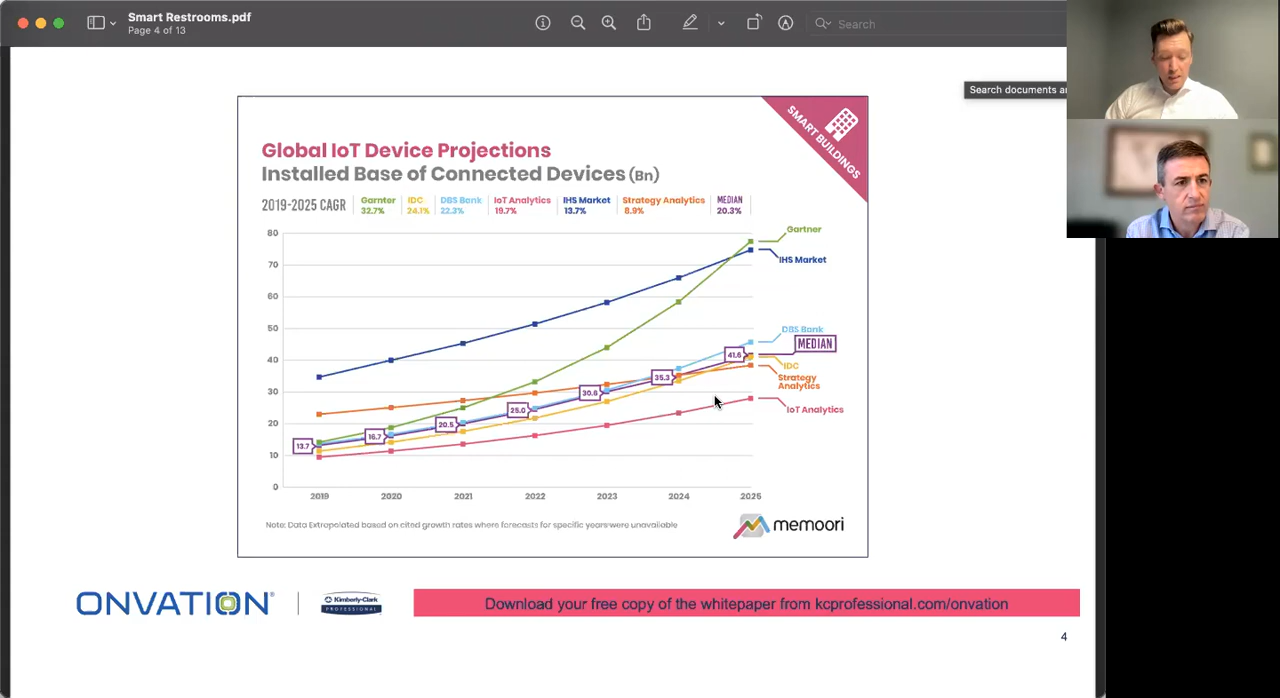 Smart Restrooms.pdf
Page 4 of 13
Search
Search documents an
SMART BUILDINGS
Global IoT Device Projections
Installed Base of Connected Devices (Bn)
2019-2025 CAGR
Garnter
32.7%
IDC
24.1%
DBS Bank
22.3%
IoT Analytics
19.7%
IHS Market
13.7%
Strategy Analytics
8.9%
MEDIAN
20.3%
80
70
60
50
40
30
20
10
0
Gartner
IHS Market
DBS Bank
MEDIAN
IDC
Strategy
Analytics
IoT Analytics
13.7
16.7
20.5
25.0
30.6
35.3
41.6
2019
2020
2021
2022
2023
2024
2025
Note: Data Extropolated based on cited growth rates where forecasts for specific years were unavailable
memoori
ONVATION®
Kimberly-Clark
PROFESSIONAL
Download your free copy of the whitepaper from kcprofessional.com/onvation
4